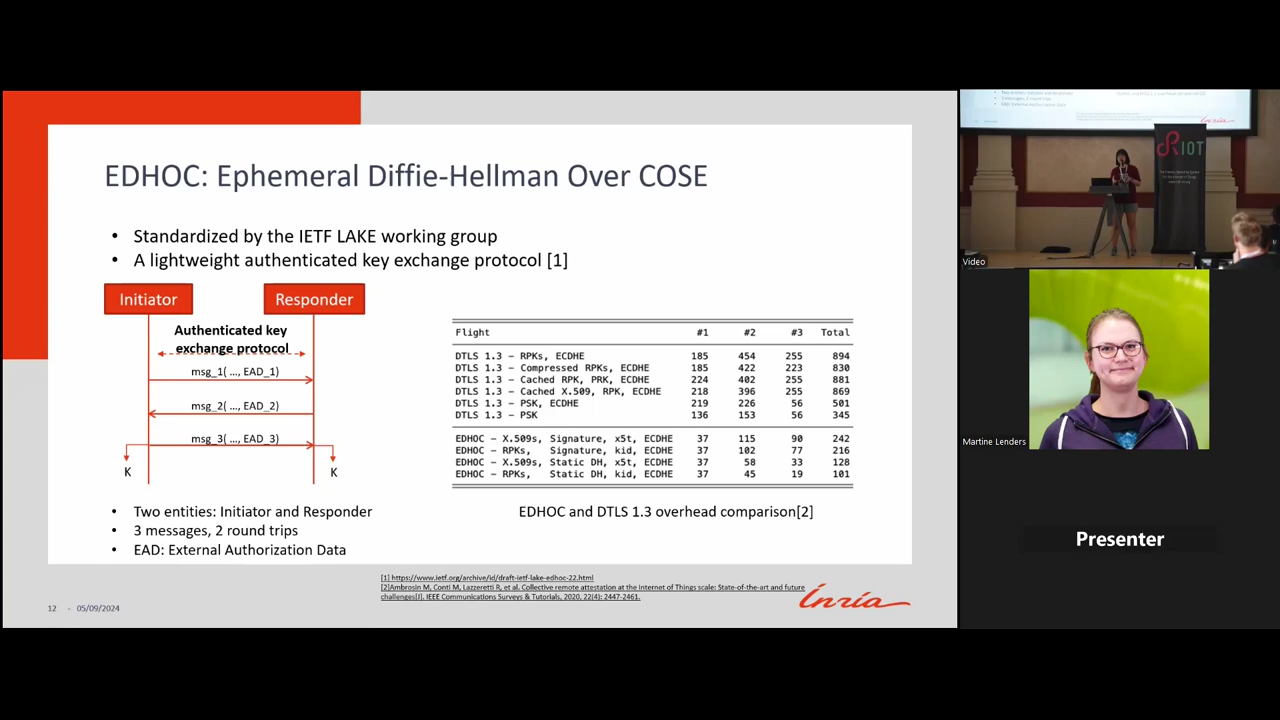 EDHOC: Ephemeral Diffie-Hellman Over COSE
• Standardized by the IETF LAKE working group
• A lightweight authenticated key exchange protocol [1]
Initiator
Responder
Authenticated key
exchange protocol
msg_1( ..., EAD_1)
msg_2( ..., EAD_2)
msg_3( ..., EAD_3)
K
K
Flight #1 #2 #3 Total
DTLS 1.3 – RPKs, ECDHE 185 454 255 894
DTLS 1.3 – Compressed RPKs, ECDHE 185 422 223 830
DTLS 1.3 – Cached RPK, PRK, ECDHE 224 402 255 881
DTLS 1.3 – Cached X.509, RPK, ECDHE 218 396 255 869
DTLS 1.3 – PSK, ECDHE 219 226 56 501
DTLS 1.3 – PSK 136 153 56 345
EDHOC – X.509s, Signature, x5t, ECDHE 37 115 90 242
EDHOC – RPKs, Signature, kid, ECDHE 37 102 77 216
EDHOC – X.509s, Static DH, x5t, ECDHE 37 58 33 128
EDHOC – RPKs, Static DH, kid, ECDHE 37 45 19 101
• Two entities: Initiator and Responder
• 3 messages, 2 round trips
• EAD: External Authorization Data
EDHOC and DTLS 1.3 overhead comparison[2]
[1] https://www.ietf.org/archive/id/draft-ietf-lake-edhoc-22.html
[2]Ambrosin M, Conti M, Lazzeretti R, et al. Collective remote attestation at the Internet of Things scale: State-of-the-art and future
challenges[J]. IEEE Communications Surveys & Tutorials, 2020, 22(4): 2447-2461.
12 - 05/09/2024
Inria
RIOT
Video
Martine Lenders
Presenter